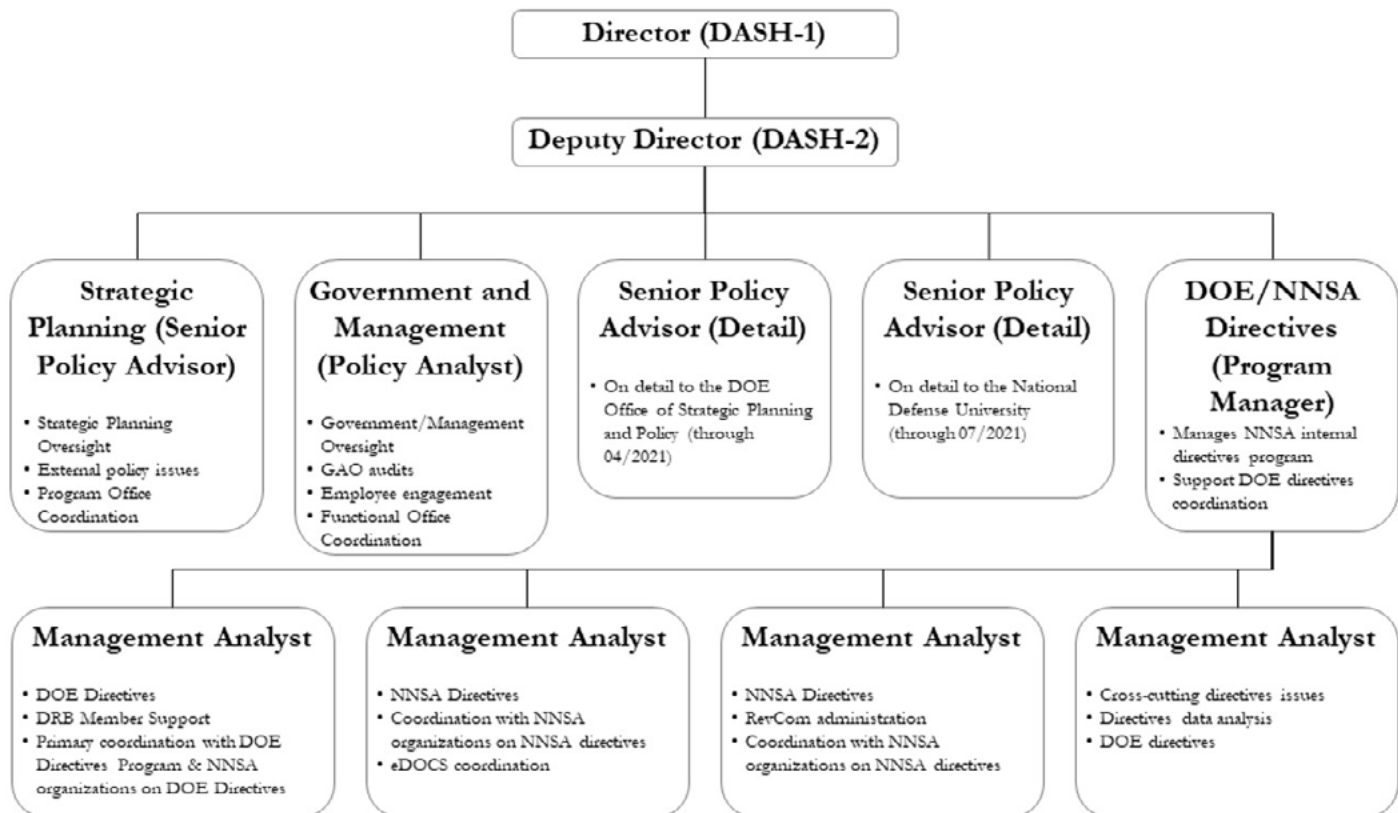 Director (DASH-1)
Deputy Director (DASH-2)
Strategic
Planning (Senior
Policy Advisor)
• Strategic Planning
Oversight
• External policy issues
• Program Office
Coordination
Government and
Management
(Policy Analyst)
• Government/Management
Oversight
• GAO audits
• Employee engagement
• Functional Office
Coordination
Senior Policy
Advisor (Detail)
• On detail to the DOE
Office of Strategic Planning
and Policy (through
04/2021)
Senior Policy
Advisor (Detail)
• On detail to the National
Defense University
(through 07/2021)
DOE/NNSA
Directives
(Program
Manager)
• Manages NNSA internal
directives program
• Support DOE directives
coordination
Management Analyst
• DOE Directives
• DRB Member Support
• Primary coordination with DOE
Directives Program & NNSA
organizations on DOE Directives
Management Analyst
• NNSA Directives
• Coordination with NNSA
organizations on NNSA directives
• eDOCS coordination
Management Analyst
• NNSA Directives
• RevCom administration
• Coordination with NNSA
organizations on NNSA directives
Management Analyst
• Cross-cutting directives issues
• Directives data analysis
• DOE directives